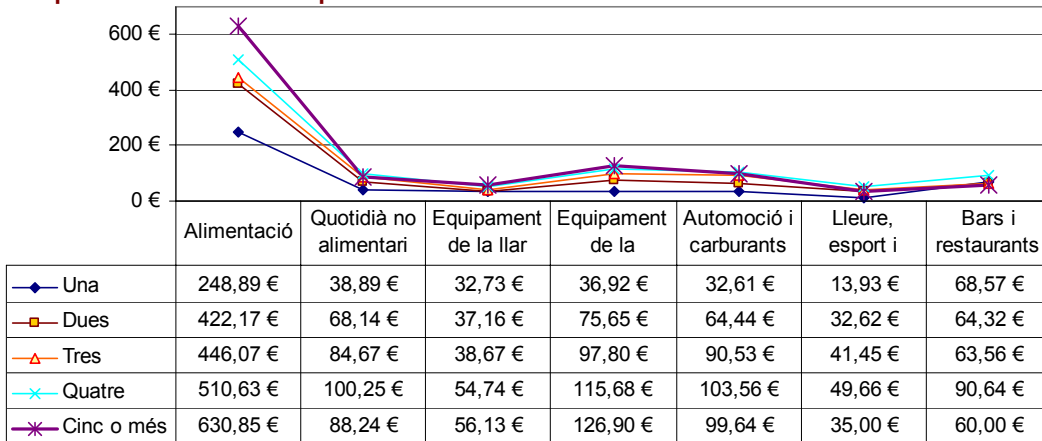 600 €
400 €
200 €
0 €
Alimentació
Quotidià no
alimentari
Equipament
de la llar
Equipament
de la
Automoció i
carburants
Lleure,
esport i
Bars i
restaurants
Una 248,89 € 38,89 € 32,73 € 36,92 € 32,61 € 13,93 € 68,57 €
Dues 422,17 € 68,14 € 37,16 € 75,65 € 64,44 € 32,62 € 64,32 €
Tres 446,07 € 84,67 € 38,67 € 97,80 € 90,53 € 41,45 € 63,56 €
Quatre 510,63 € 100,25 € 54,74 € 115,68 € 103,56 € 49,66 € 90,64 €
Cinc o més 630,85 € 88,24 € 56,13 € 126,90 € 99,64 € 35,00 € 60,00 €